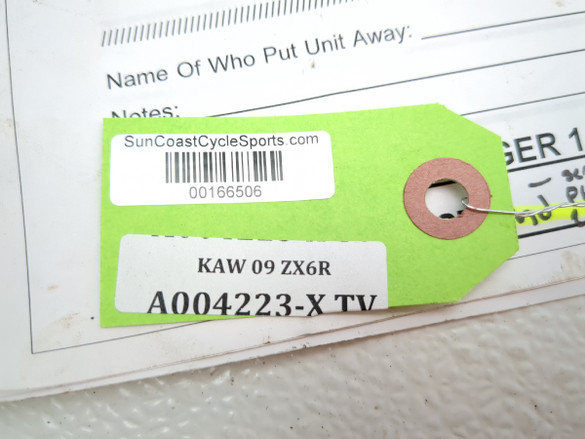 Name Of Who Put Unit Away:
Notes:
SunCoastCycleSports.com
00166506
GER 1
KAW 09 ZX6R
A004223-X TV